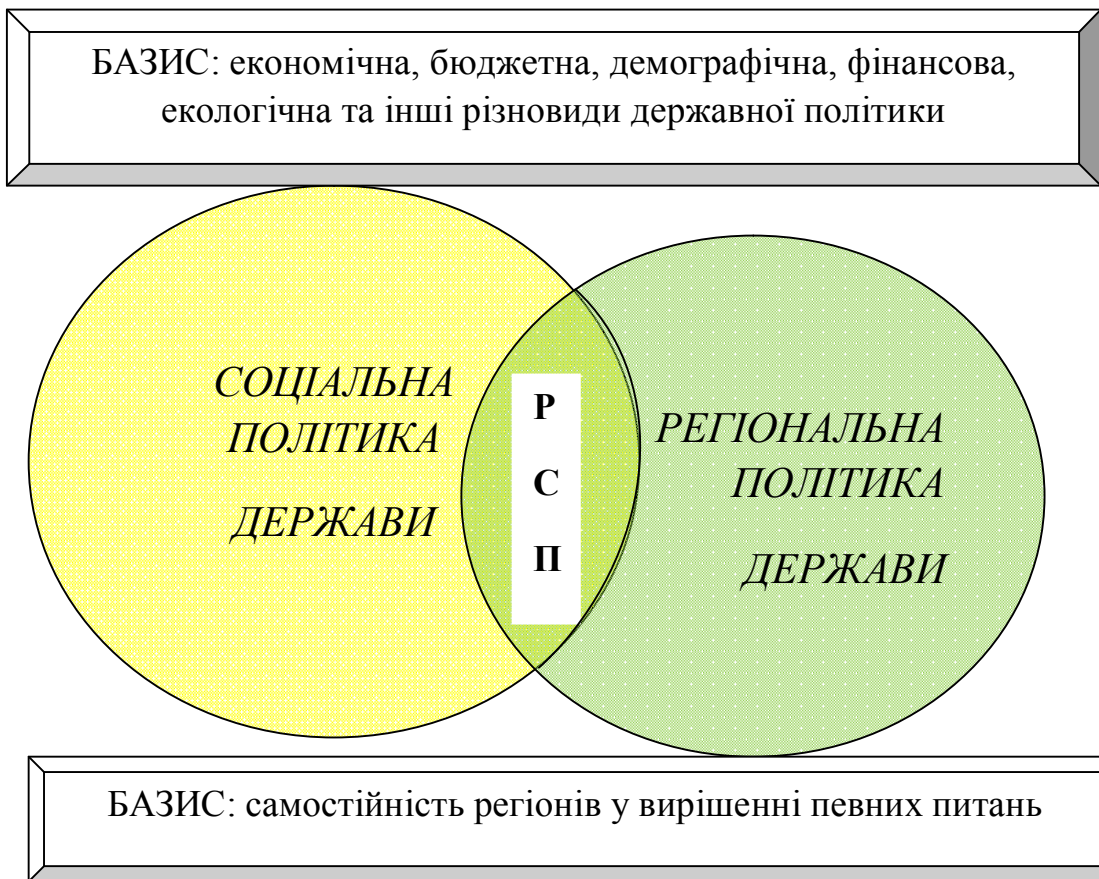 БАЗИС: економічна, бюджетна, демографічна, фінансова,
екологічна та інші різновиди державної політики
СОЦІАЛЬНА
ПОЛІТИКА
ДЕРЖАВИ
Р
С
П
РЕГІОНАЛЬНА
ПОЛІТИКА
ДЕРЖАВИ
БАЗИС: самостійність регіонів у вирішенні певних питань